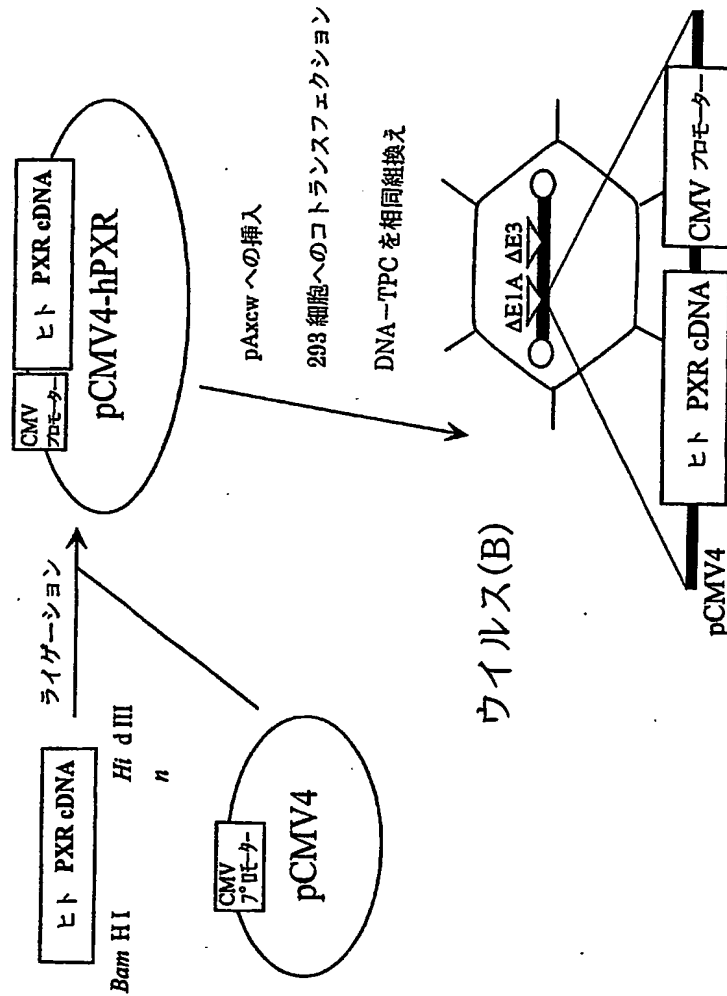 ヒト PXR cDNA
Bam HI
Hi dIII
n
ライゲーション
CMV
プロモーター
pCMV4
CMV
プロモーター
ヒト PXR cDNA
pCMV4-hPXR
pAxcw への挿入
293 細胞へのコトランスフェクション
DNA-TPC を相同組換え
ウイルス(B)
ΔE1A ΔE3
ヒト PXR cDNA
CMV プロモーター
pCMV4